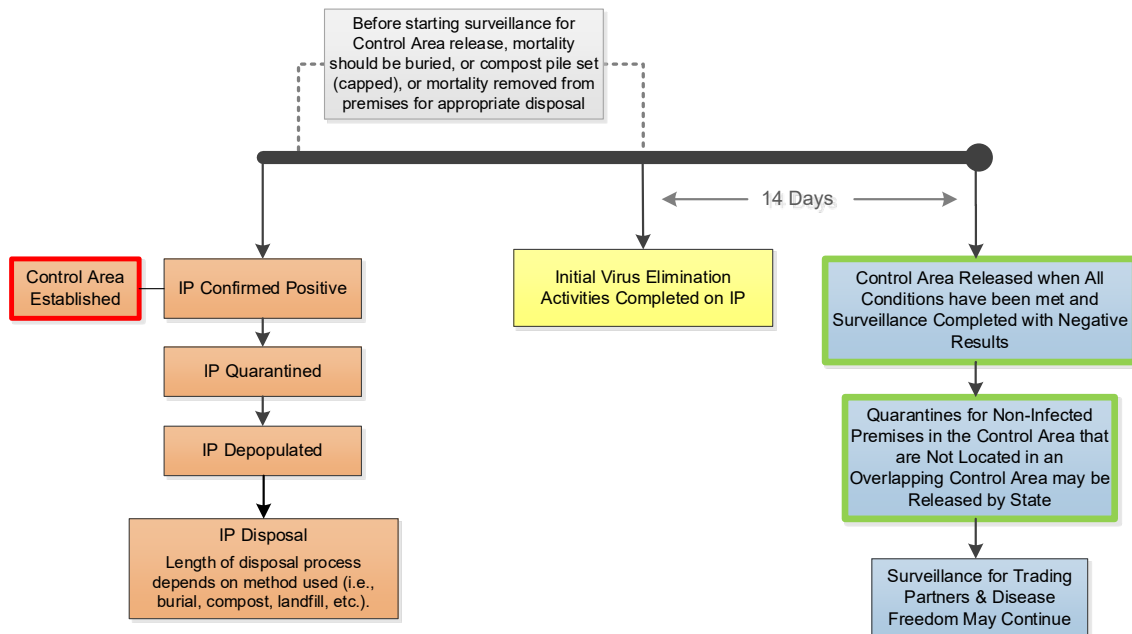 Before starting surveillance for
Control Area release, mortality
should be buried, or compost pile set
(capped), or mortality removed from
premises for appropriate disposal
14 Days
Control Area
Established
IP Confirmed Positive
IP Quarantined
IP Depopulated
IP Disposal
Length of disposal process
depends on method used (i.e.,
burial, compost, landfill, etc.).
Initial Virus Elimination
Activities Completed on IP
Control Area Released when All
Conditions have been met and
Surveillance Completed with Negative
Results
Quarantines for Non-Infected
Premises in the Control Area that
are Not Located in an
Overlapping Control Area may be
Released by State
Surveillance for Trading
Partners & Disease
Freedom May Continue